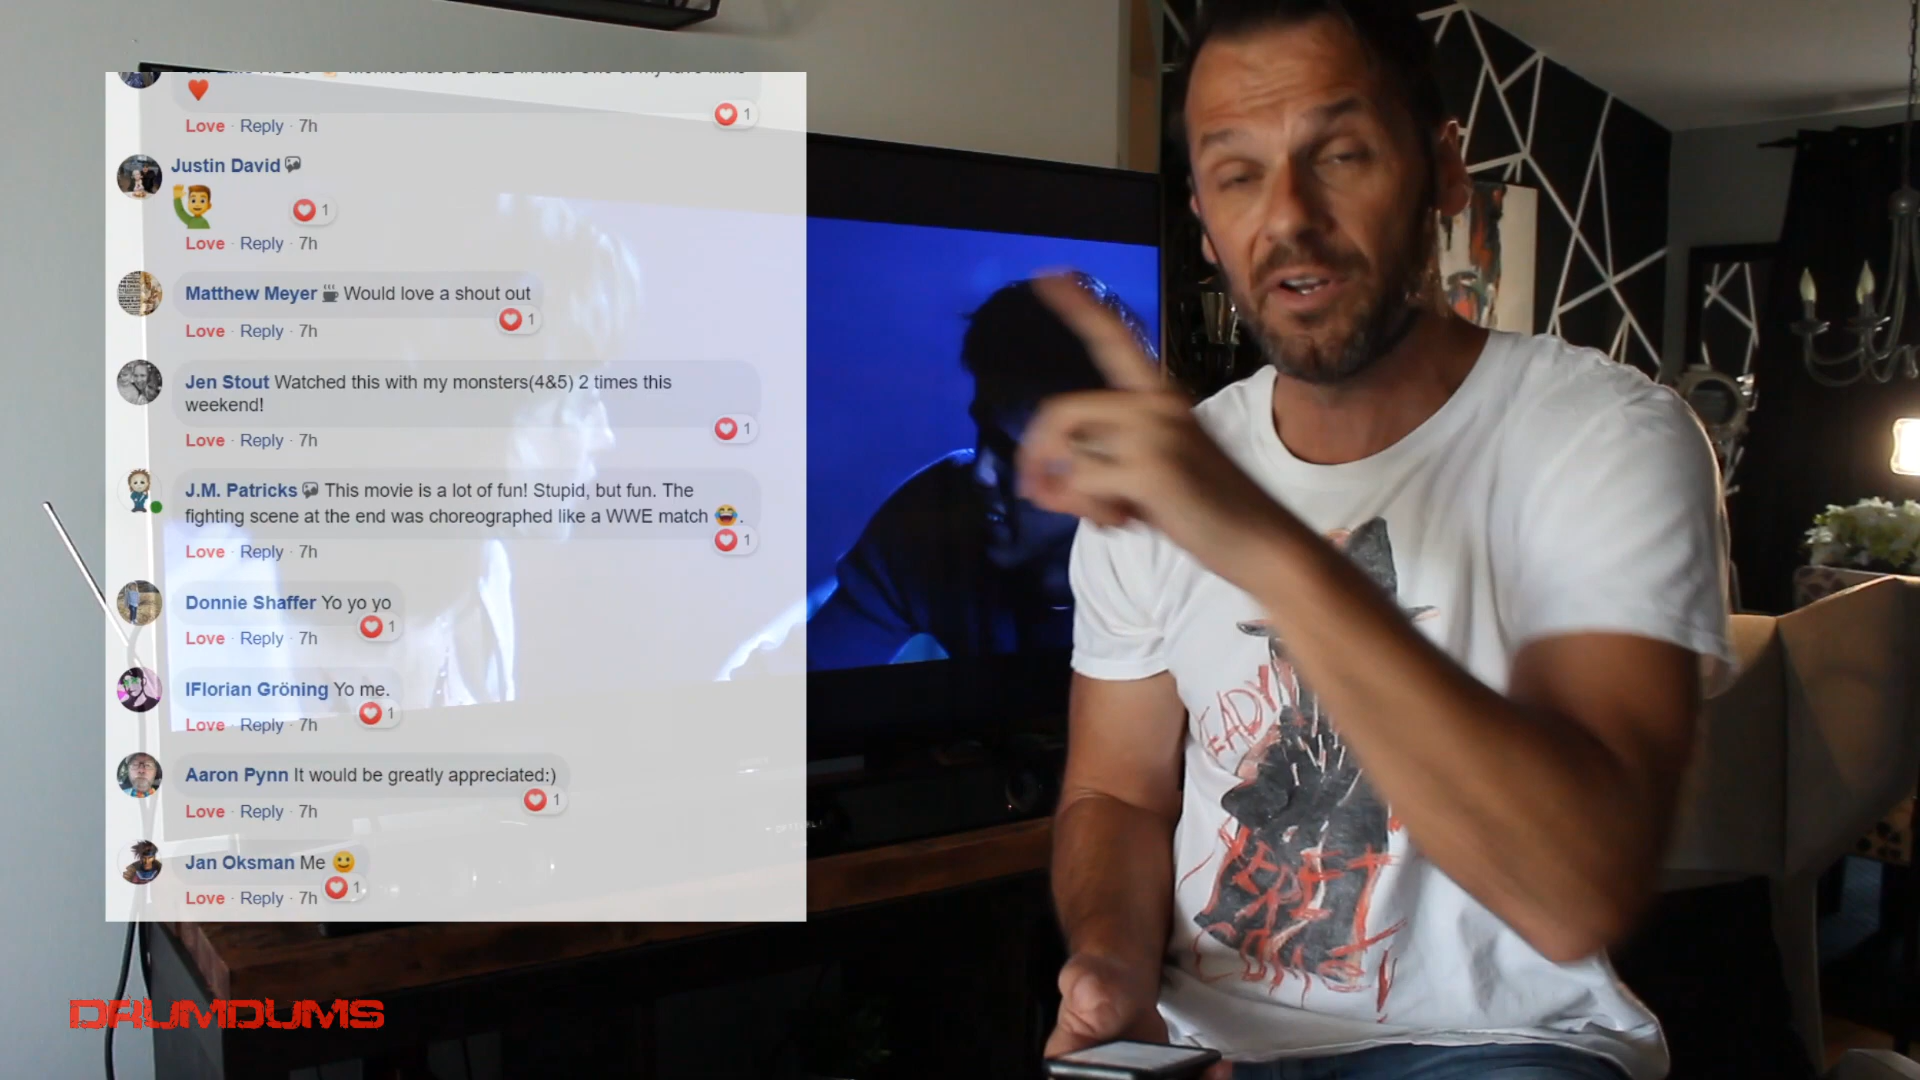 Love · Reply · 7h
1
Justin David
1
Love · Reply · 7h
Matthew Meyer Would love a shout out
1
Love · Reply · 7h
Jen Stout Watched this with my monsters(4&5) 2 times this
weekend!
1
Love · Reply · 7h
J.M. Patricks This movie is a lot of fun! Stupid, but fun. The
fighting scene at the end was choreographed like a WWE match 😂.
1
Love · Reply · 7h
Donnie Shaffer Yo yo yo
1
Love · Reply · 7h
IFlorian Gröning Yo me.
1
Love · Reply · 7h
Aaron Pynn It would be greatly appreciated:)
1
Love · Reply · 7h
Jan Oksman Me 🙂
1
Love · Reply · 7h
DRUMDUMS